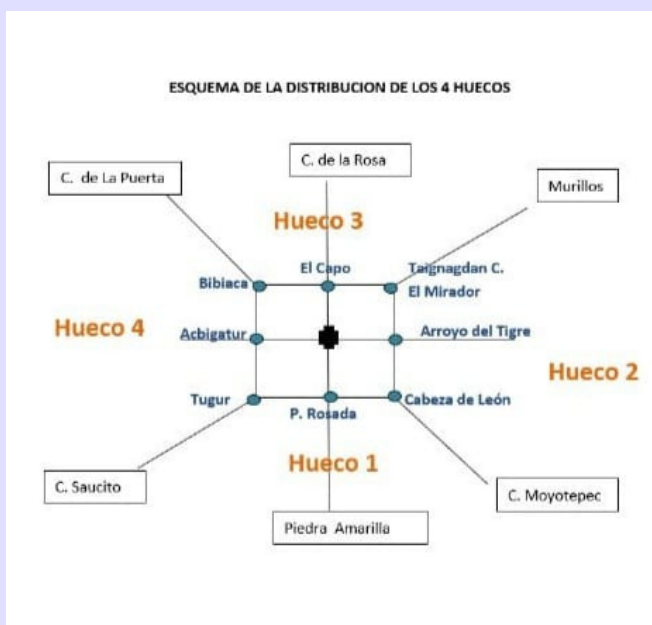 ESQUEMA DE LA DISTRIBUCION DE LOS 4 HUECOS
C. de la Rosa
C. de La Puerta
Murillos
Hueco 3
El Capo
Taignagdan C.
Bibiaca
El Mirador
Hueco 4
Acbigatur
Arroyo del Tigre
Hueco 2
Tugur
Cabeza de León
P. Rosada
Hueco 1
C. Saucito
C. Moyotepec
Piedra Amarilla